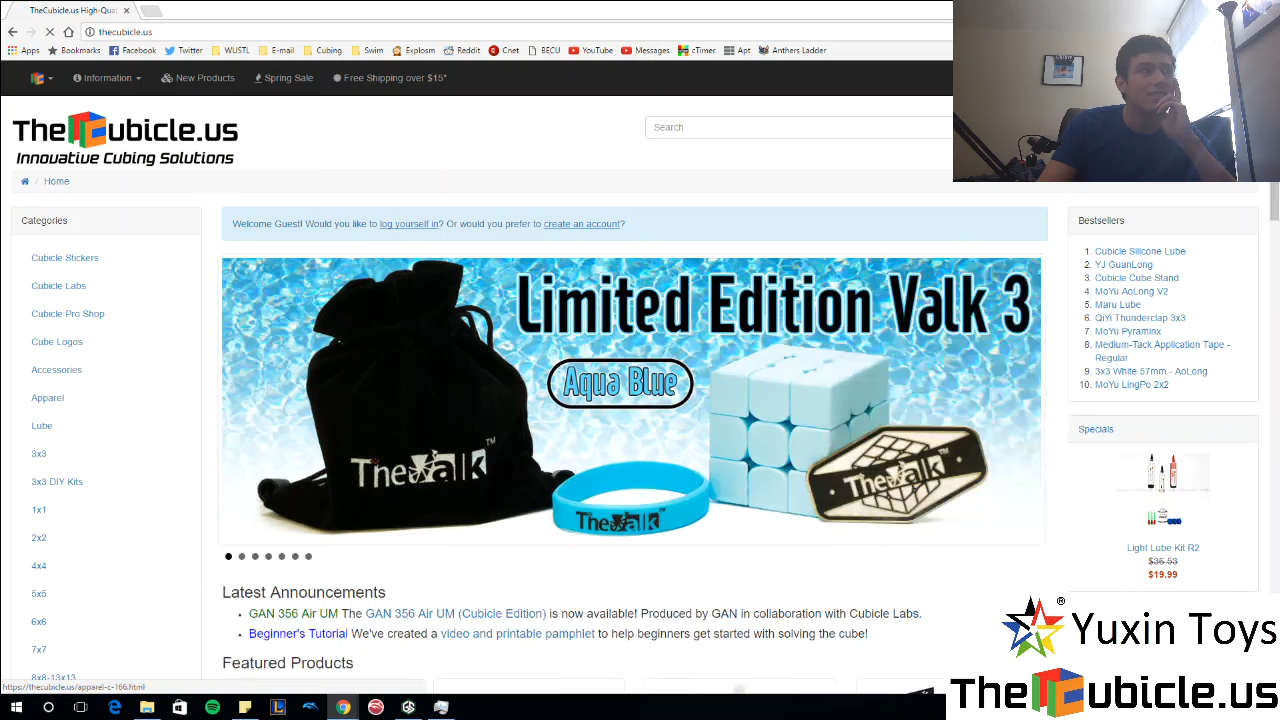 TheCubicle.us High-Qual
thecubicle.us
Apps Bookmarks Facebook Twitter WUSTL E-mail Cubing Swim Explosm Reddit Cnet BECU YouTube Messages cTimer Apt Anthers Ladder
Information New Products Spring Sale Free Shipping over $15*
TheCubicle.us
Innovative Cubing Solutions
Search
/ Home
Categories
Cubicle Stickers
Cubicle Labs
Cubicle Pro Shop
Cube Logos
Accessories
Apparel
Lube
3x3
3x3 DIY Kits
1x1
2x2
4x4
5x5
6x6
7x7
8x8-13x13
Welcome Guest! Would you like to log yourself in? Or would you prefer to create an account?
Limited Edition Valk 3
Aqua Blue
TheValk™
TheValk™
TheValk™
Latest Announcements
• GAN 356 Air UM The GAN 356 Air UM (Cubicle Edition) is now available! Produced by GAN in collaboration with Cubicle Labs.
• Beginner's Tutorial We've created a video and printable pamphlet to help beginners get started with solving the cube!
Featured Products
Bestsellers
1. Cubicle Silicone Lube
2. YJ GuanLong
3. Cubicle Cube Stand
4. MoYu AoLong V2
5. Maru Lube
6. QiYi Thunderclap 3x3
7. MoYu Pyraminx
8. Medium-Tack Application Tape -
Regular
9. 3x3 White 57mm - AoLong
10. MoYu LingPo 2x2
Specials
Light Lube Kit R2
$36.53
$19.99
https://thecubicle.us/apparel-c-166.html
® Yuxin Toys
TheCubicle.us